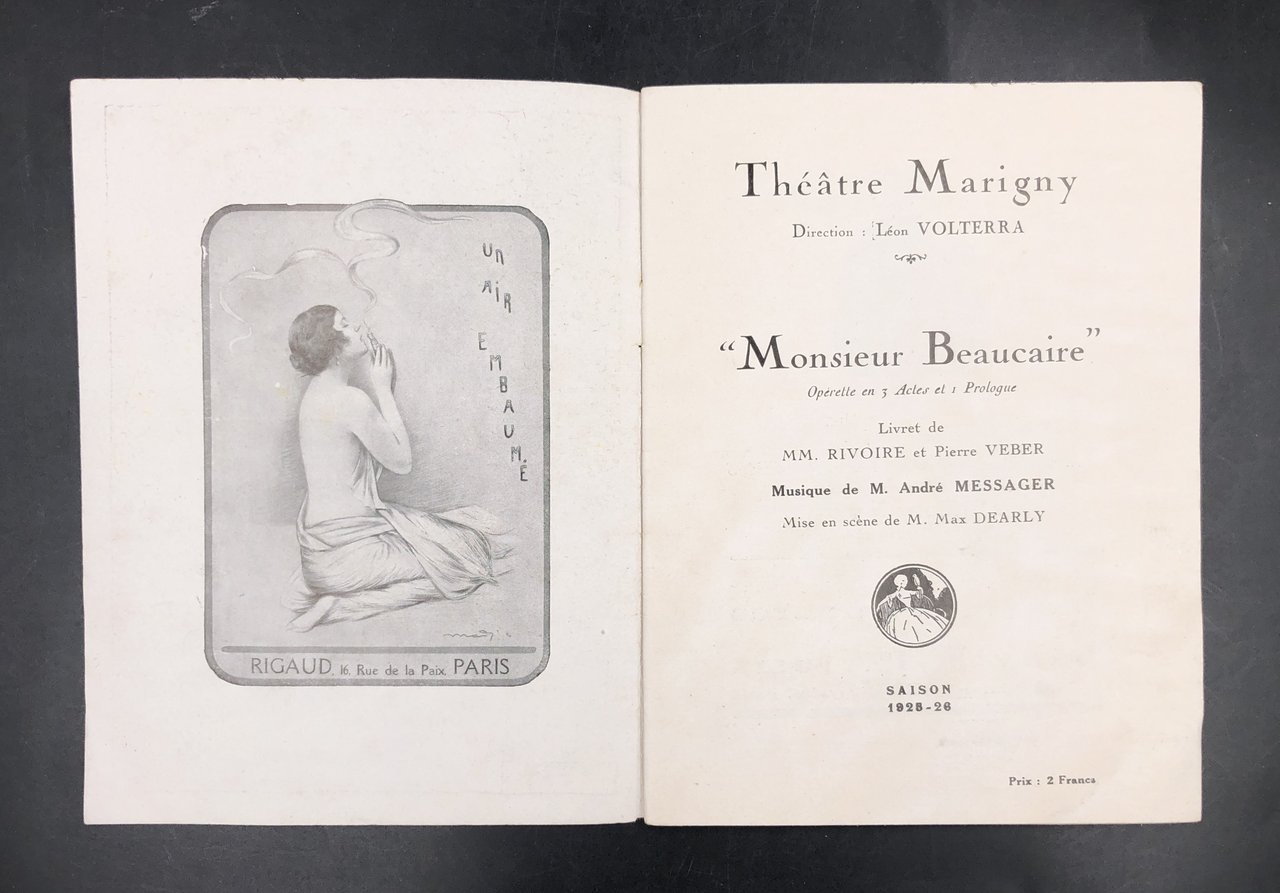 Un
Air
EMBAUMÉ
RIGAUD, 16, Rue de la Paix, PARIS
Théâtre Marigny
Direction : Léon VOLTERRA
“Monsieur Beaucaire”
Opérette en 3 Actes et 1 Prologue
Livret de
MM. RIVOIRE et Pierre VEBER
Musique de M. André MESSAGER
Mise en scène de M. Max DEARLY
SAISON
1925-26
Prix : 2 Francs